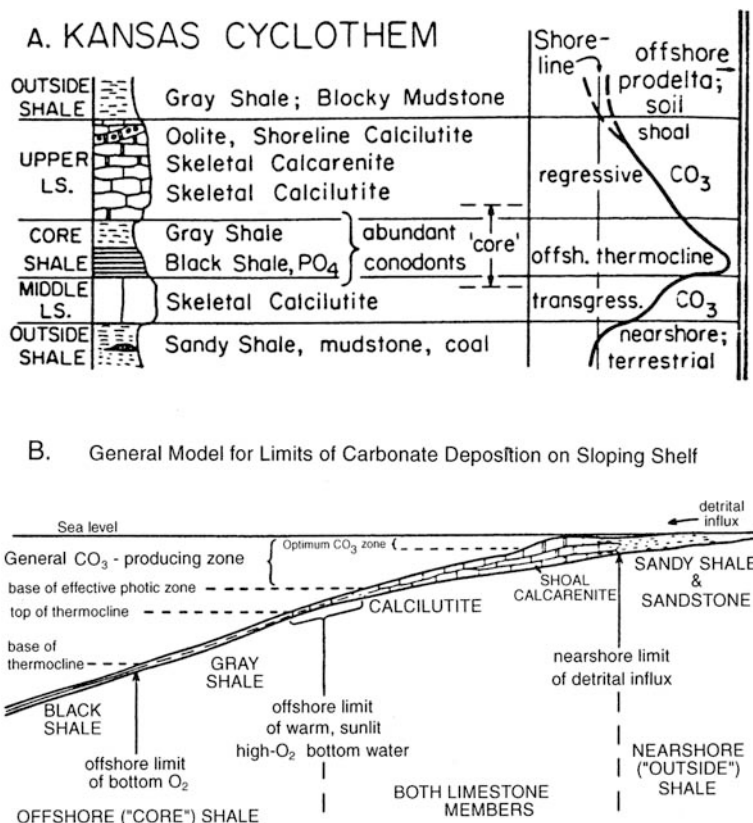 A. KANSAS CYCLOTHEM
Shore-
line
offshore
prodelta;
soil
shoal
OUTSIDE
SHALE
Gray Shale; Blocky Mudstone
UPPER
LS.
Oolite, Shoreline Calcilutite
Skeletal Calcarenite
Skeletal Calcilutite
regressive CO3
CORE
SHALE
Gray Shale
Black Shale, PO4
abundant
conodonts
'core'
offsh. thermocline
MIDDLE
LS.
Skeletal Calcilutite
transgress. CO3
OUTSIDE
SHALE
Sandy Shale, mudstone, coal
nearshore;
terrestrial
B. General Model for Limits of Carbonate Deposition on Sloping Shelf
detrital
influx
Sea level
General CO3 - producing zone
Optimum CO3 zone
base of effective photic zone
top of thermocline
base of
thermocline
CALCILUTITE
SHOAL
CALCARENITE
SANDY SHALE
&
SANDSTONE
GRAY
SHALE
BLACK
SHALE
offshore limit
of bottom O2
offshore limit
of warm, sunlit
high-O2 bottom water
nearshore limit
of detrital influx
OFFSHORE ("CORE") SHALE
BOTH LIMESTONE
MEMBERS
NEARSHORE
("OUTSIDE")
SHALE